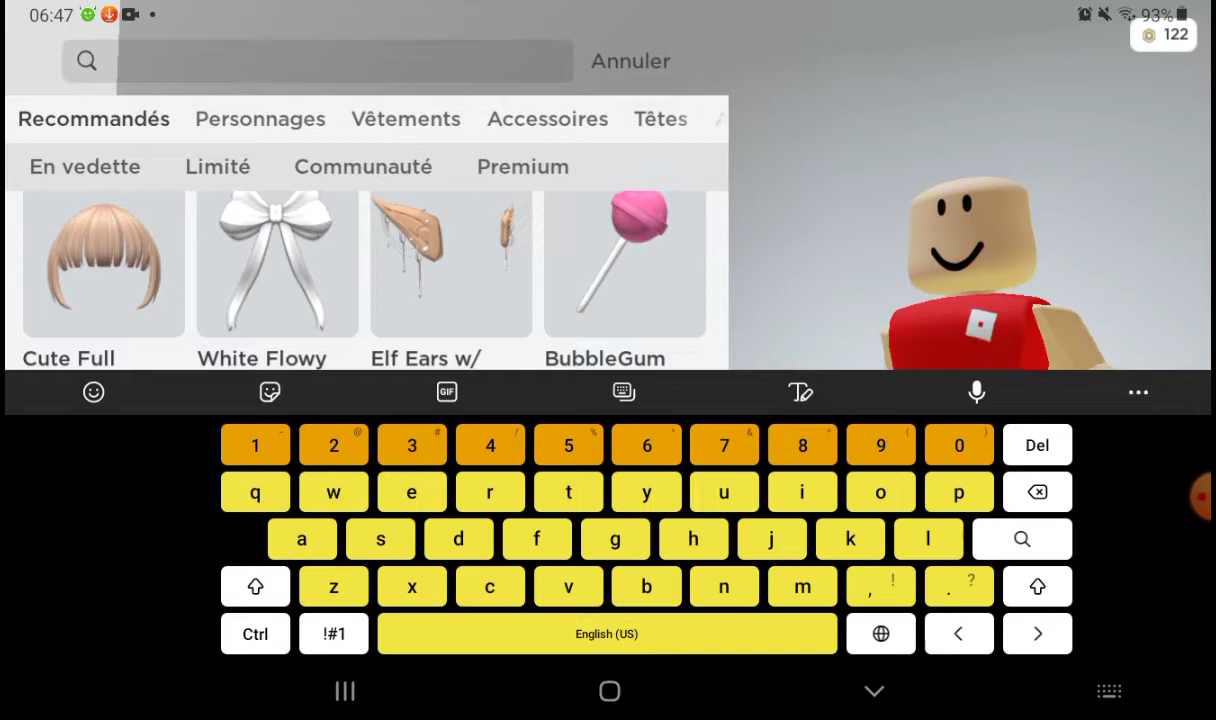 06:47
93%
122
Annuler
Recommandés Personnages Vêtements Accessoires Têtes
En vedette Limité Communauté Premium
Cute Full White Flowy Elf Ears w/ BubbleGum
GIF
1 - 2 @ 3 # 4 / 5 % 6 ^ 7 & 8 * 9 ( 0 ) Del
q w e r t y u i o p
a s d f g h j k l
z x c v b n m , ! . ?
Ctrl !#1 English (US) < >